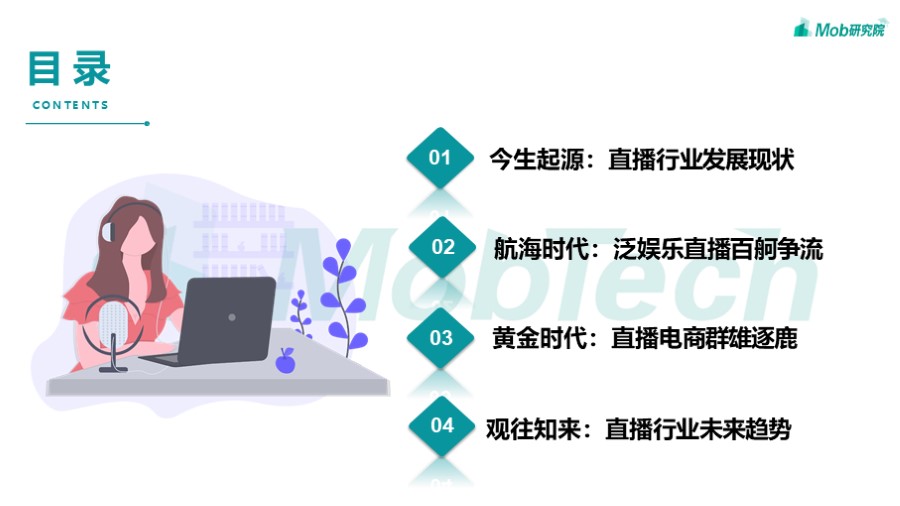 Mob研究院
目录
CONTENTS
01 今生起源：直播行业发展现状
02 航海时代：泛娱乐直播百舸争流
03 黄金时代：直播电商群雄逐鹿
04 观往知来：直播行业未来趋势
MobTech